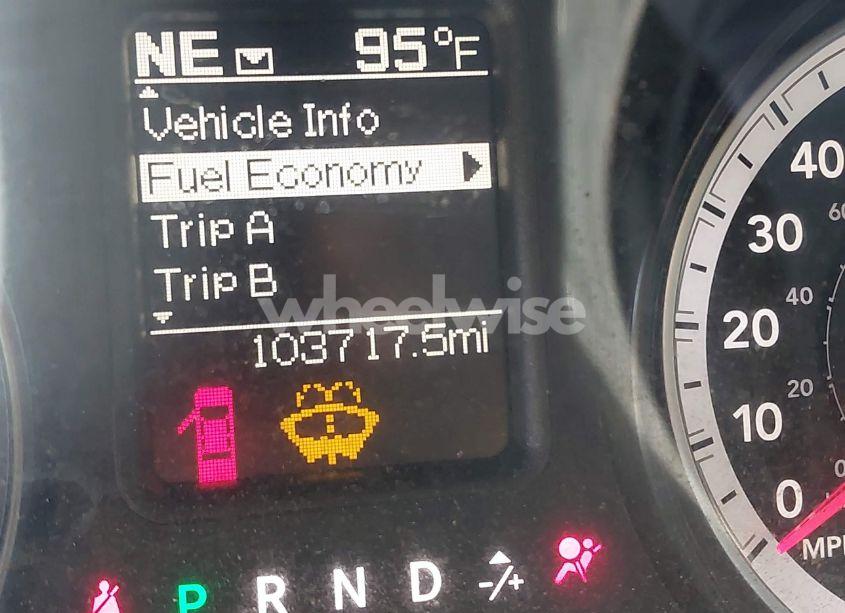 NE 95°F
Vehicle Info
Fuel Economy
Trip A
Trip B
wheelwise
103717.5mi
P R N D -/+
40
30
20
10
0
60
40
20
0
MPH